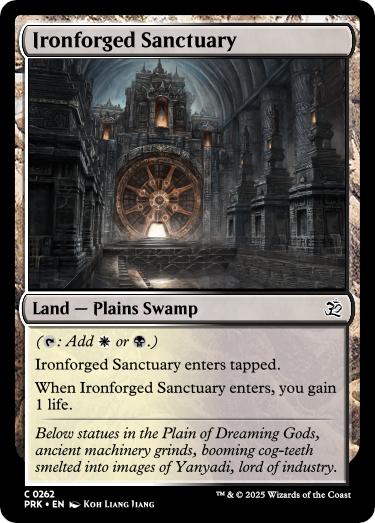 Ironforged Sanctuary
Land — Plains Swamp
(: Add or .)
Ironforged Sanctuary enters tapped.
When Ironforged Sanctuary enters, you gain
1 life.
Below statues in the Plain of Dreaming Gods,
ancient machinery grinds, booming cog-teeth
smelted into images of Yanyadi, lord of industry.
C 0262
PRK • EN KOH LIANG JIANG
™ & © 2025 Wizards of the Coast